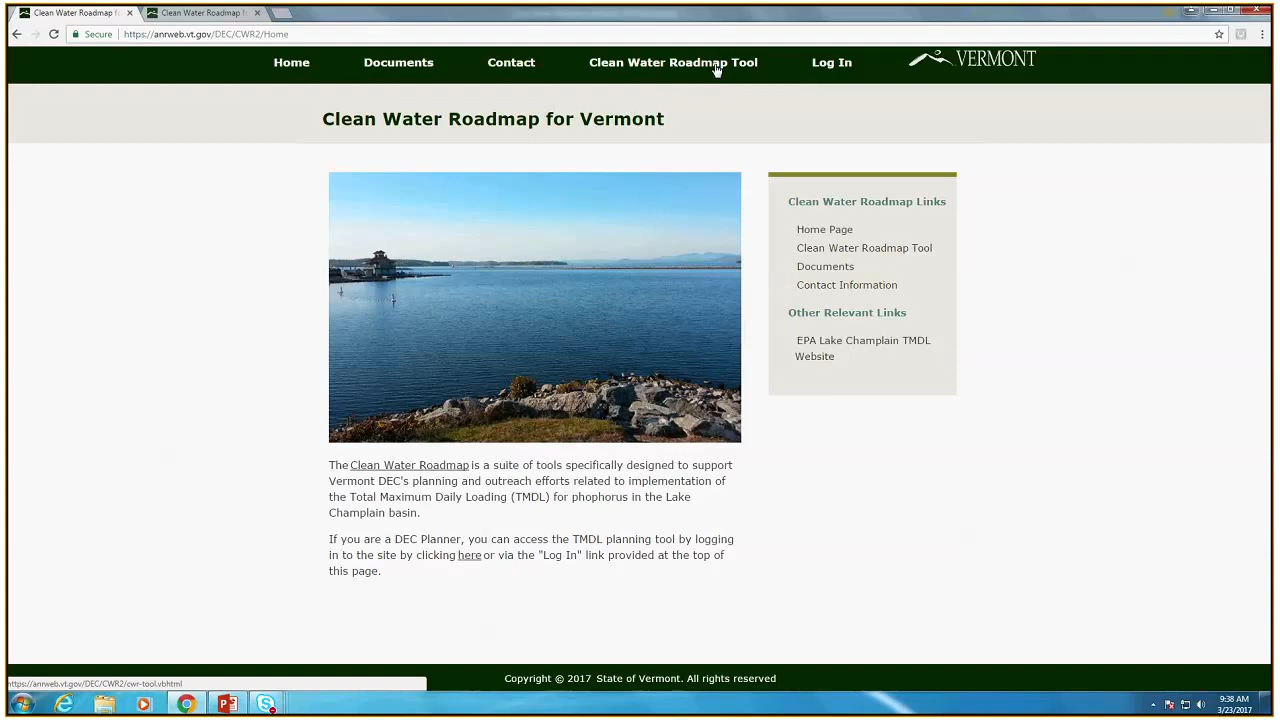 Clean Water Roadmap fo
Clean Water Roadmap fo
Secure
https://anrweb.vt.gov/DEC/CWR2/Home
Home Documents Contact Clean Water Roadmap Tool Log In VERMONT
Clean Water Roadmap for Vermont
Clean Water Roadmap Links
Home Page
Clean Water Roadmap Tool
Documents
Contact Information
Other Relevant Links
EPA Lake Champlain TMDL
Website
The Clean Water Roadmap is a suite of tools specifically designed to support
Vermont DEC's planning and outreach efforts related to implementation of
the Total Maximum Daily Loading (TMDL) for phophorus in the Lake
Champlain basin.
If you are a DEC Planner, you can access the TMDL planning tool by logging
in to the site by clicking here or via the "Log In" link provided at the top of
this page.
https://anrweb.vt.gov/DEC/CWR2/cwr-tool.vbhtml
Copyright © 2017 State of Vermont. All rights reserved
9:38 AM
3/23/2017